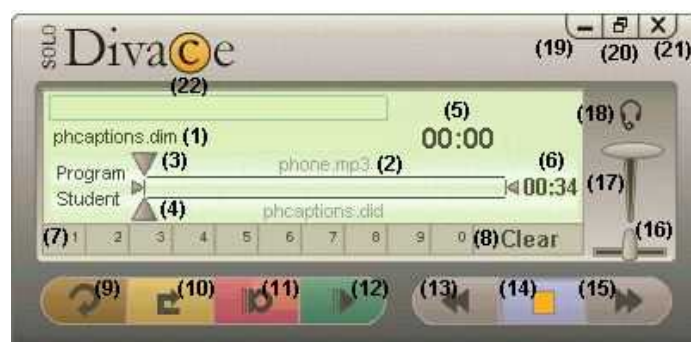 SOLO Divace (19) (20) (21)
(22)
(5) (18)
phcaptions.dim (1) 00:00
(3) phone.mp3 (2) (6)
Program
00:34 (17)
Student
(4) phcaptions.did
(7) 1 2 3 4 5 6 7 8 9 0 (8) Clear (16)
(9) (10) (11) (12) (13) (14) (15)